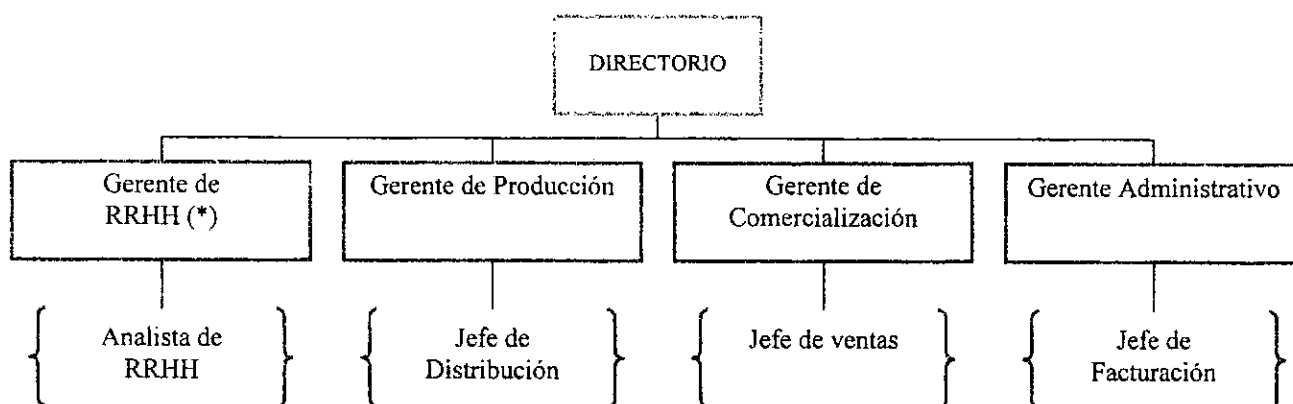 DIRECTORIO
Gerente de
RRHH (*)
Gerente de Producción
Gerente de
Comercialización
Gerente Administrativo
Analista de
RRHH
Jefe de
Distribución
Jefe de ventas
Jefe de
Facturación